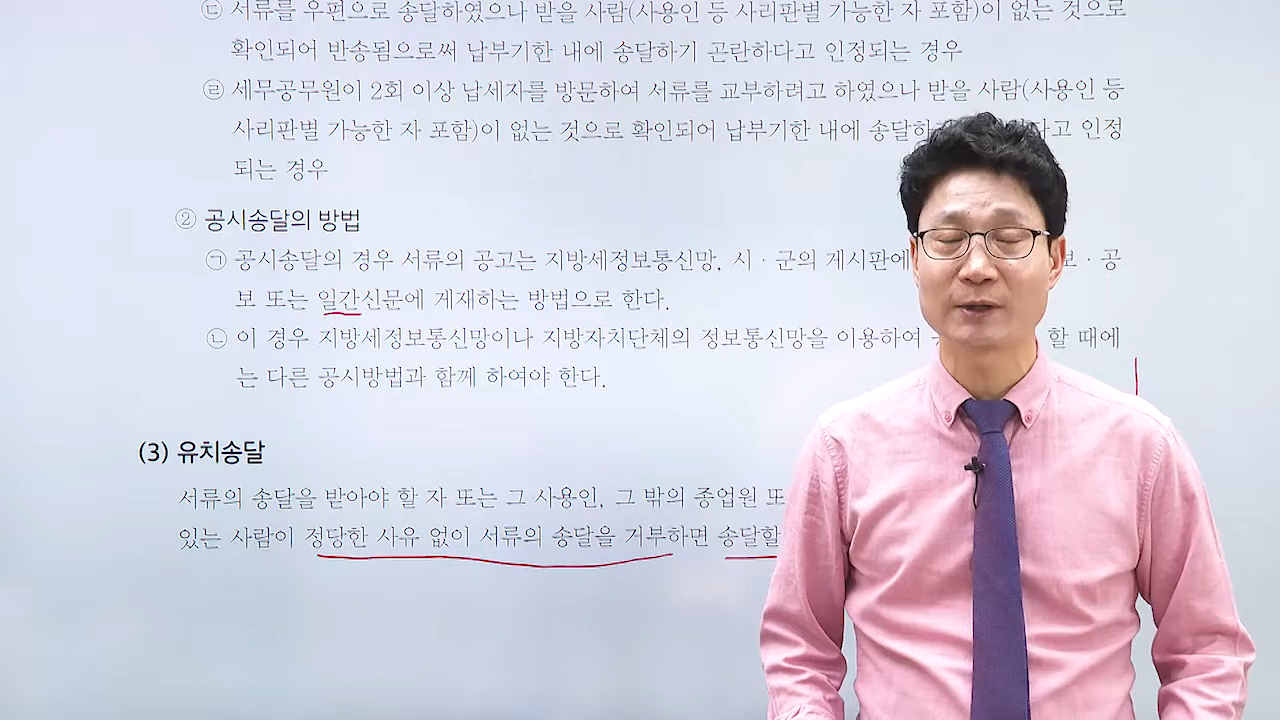 ㉢ 서류를 우편으로 송달하였으나 받을 사람(사용인 등 사리판별 가능한 자 포함)이 없는 것으로
확인되어 반송됨으로써 납부기한 내에 송달하기 곤란하다고 인정되는 경우
㉣ 세무공무원이 2회 이상 납세자를 방문하여 서류를 교부하려고 하였으나 받을 사람(사용인 등
사리판별 가능한 자 포함)이 없는 것으로 확인되어 납부기한 내에 송달하 다고 인정
되는 경우
② 공시송달의 방법
㉠ 공시송달의 경우 서류의 공고는 지방세정보통신망, 시·군의 게시판에 보·공
보 또는 일간신문에 게재하는 방법으로 한다.
㉡ 이 경우 지방세정보통신망이나 지방자치단체의 정보통신망을 이용하여 할 때에
는 다른 공시방법과 함께 하여야 한다.
(3) 유치송달
서류의 송달을 받아야 할 자 또는 그 사용인, 그 밖의 종업원 또
있는 사람이 정당한 사유 없이 서류의 송달을 거부하면 송달할